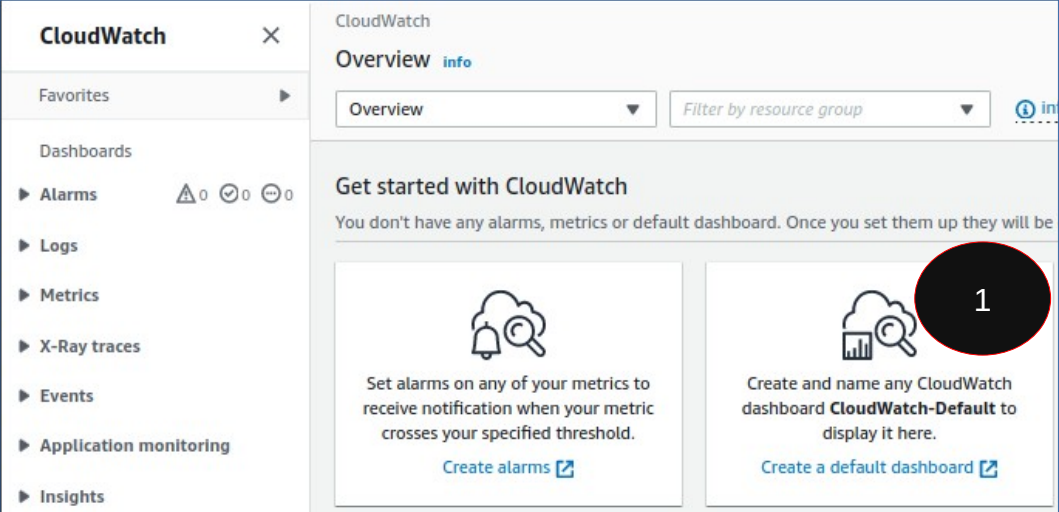 CloudWatch
Favorites
Dashboards
Alarms 0 0 0
Logs
Metrics
X-Ray traces
Events
Application monitoring
Insights
CloudWatch
Overview info
Overview
Filter by resource group
Get started with CloudWatch
You don't have any alarms, metrics or default dashboard. Once you set them up they will be
Set alarms on any of your metrics to
receive notification when your metric
crosses your specified threshold.
Create alarms
1
Create and name any CloudWatch
dashboard CloudWatch-Default to
display it here.
Create a default dashboard